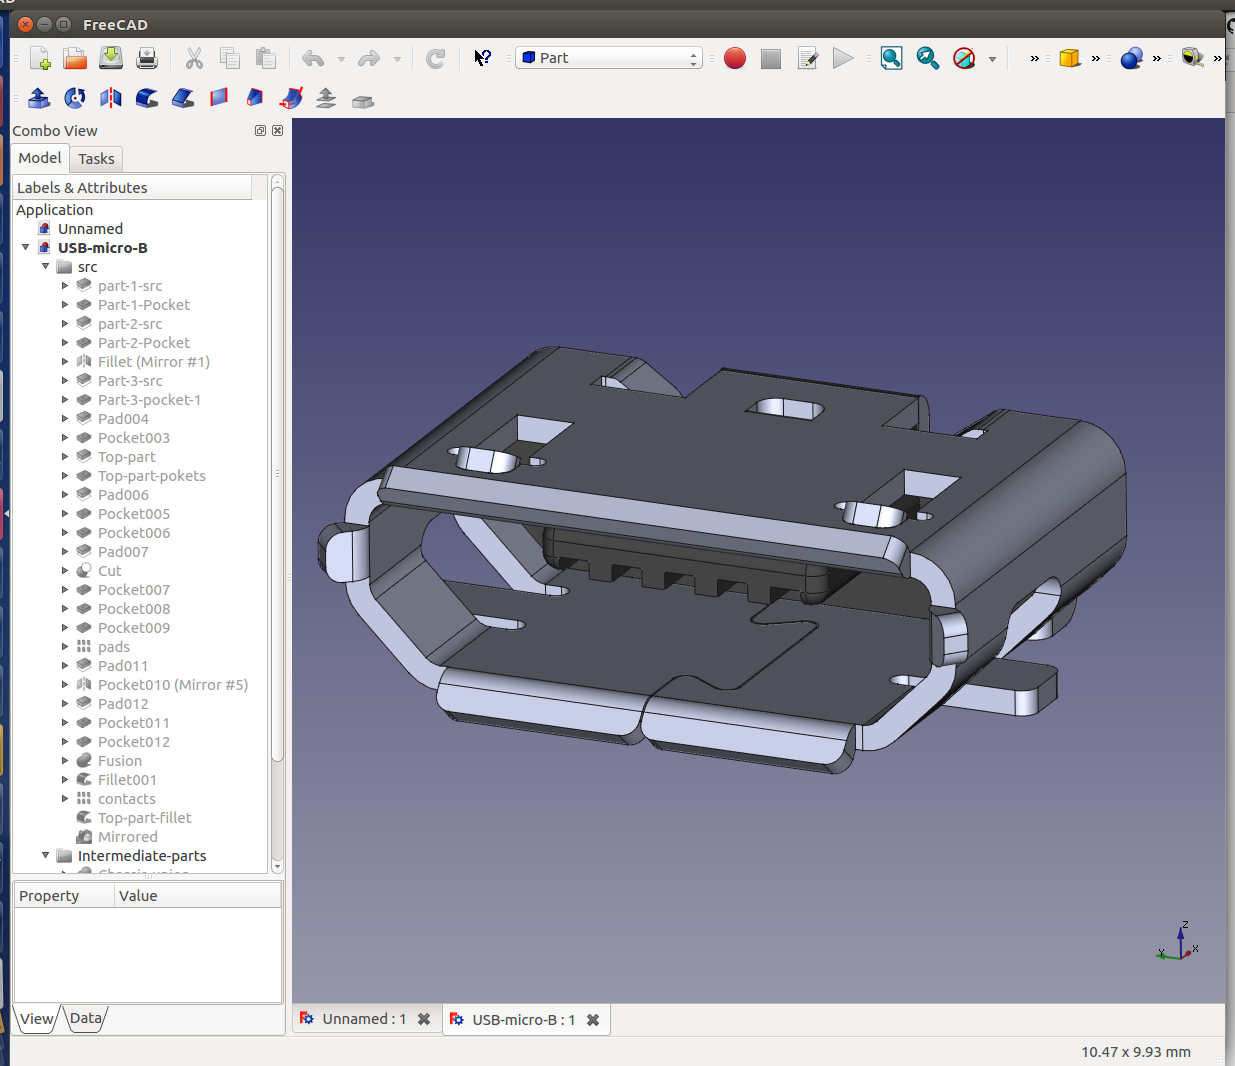 FreeCAD
Part
»
»
»
»
Combo View
Model
Tasks
Labels & Attributes
Application
Unnamed
USB-micro-B
src
part-1-src
Part-1-Pocket
part-2-src
Part-2-Pocket
Fillet (Mirror #1)
Part-3-src
Part-3-pocket-1
Pad004
Pocket003
Top-part
Top-part-pokets
Pad006
Pocket005
Pocket006
Pad007
Cut
Pocket007
Pocket008
Pocket009
pads
Pad011
Pocket010 (Mirror #5)
Pad012
Pocket011
Pocket012
Fusion
Fillet001
contacts
Top-part-fillet
Mirrored
Intermediate-parts
Property
Value
View
Data
Z
Y
X
Unnamed : 1
USB-micro-B : 1
10.47 x 9.93 mm